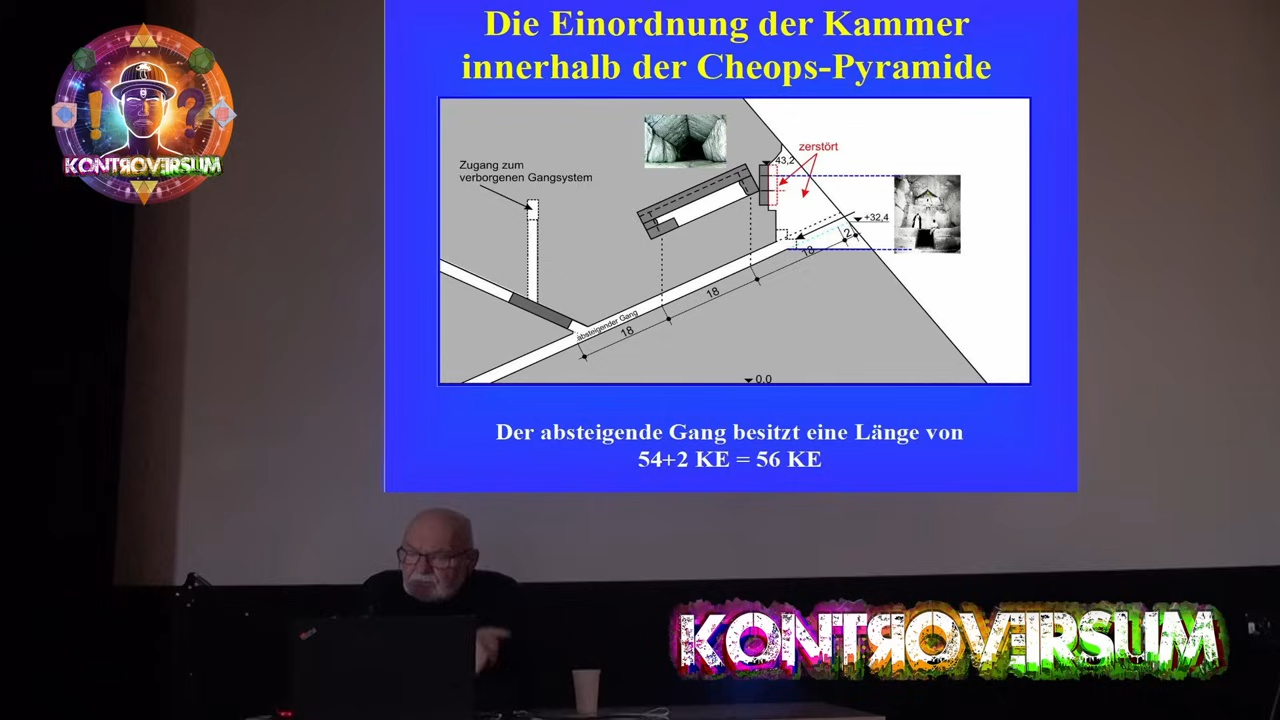 Die Einordnung der Kammer
innerhalb der Cheops-Pyramide
zerstört
43,2
Zugang zum
verborgenen Gangsystem
+32,4
2
18
18
absteigender Gang
18
0.0
Der absteigende Gang besitzt eine Länge von
54+2 KE = 56 KE
! ?
KONTROVERSUM
KONTROVERSUM